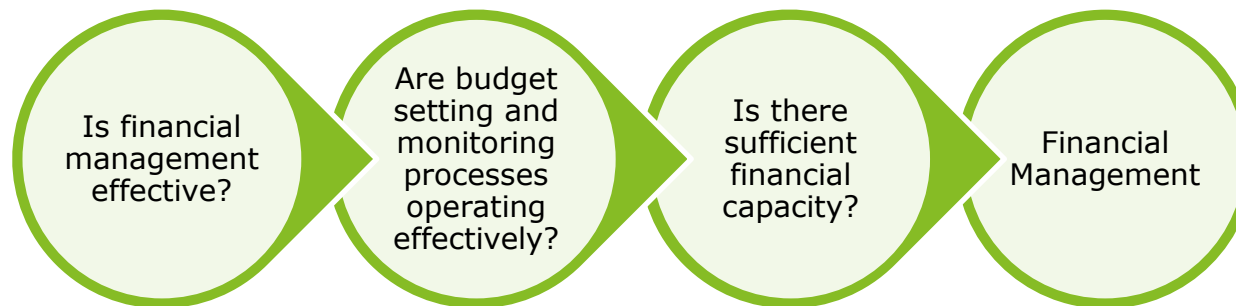 Is financial
management
effective?
Are budget
setting and
monitoring
processes
operating
effectively?
Is there
sufficient
financial
capacity?
Financial
Management